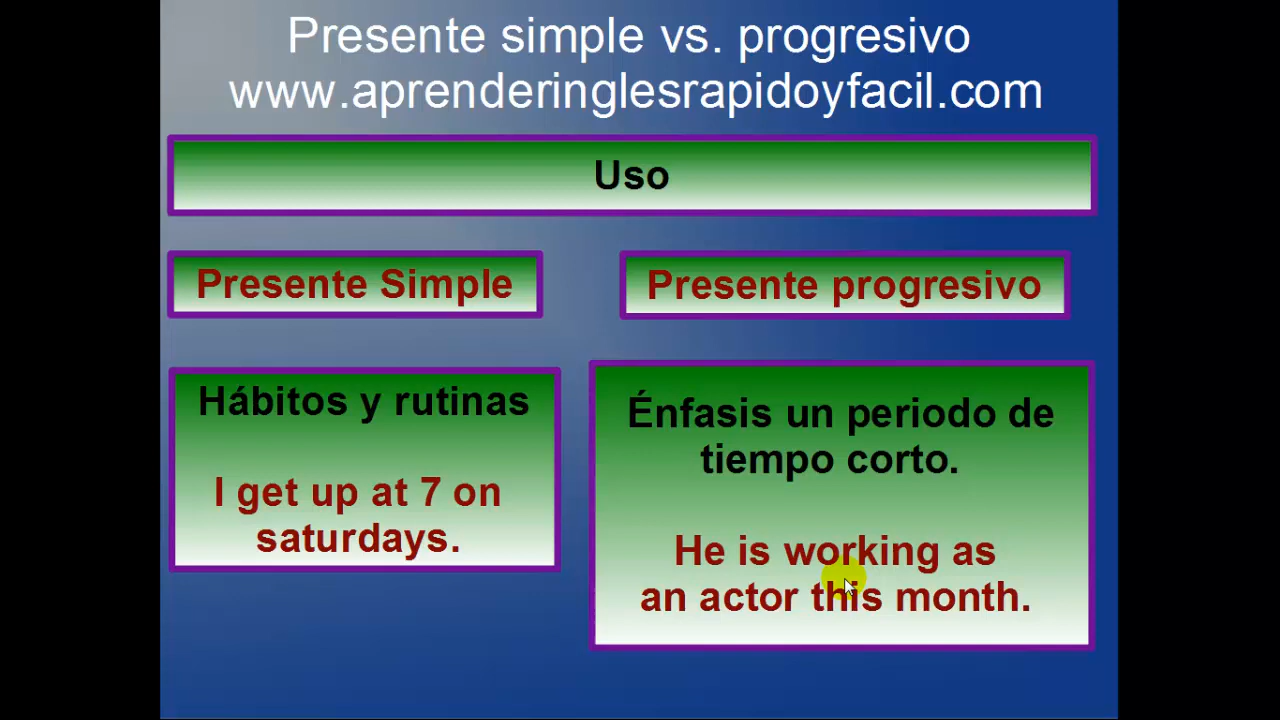 Presente simple vs. progresivo
www.aprenderinglesrapidoyfacil.com
Uso
Presente Simple
Presente progresivo
Hábitos y rutinas
I get up at 7 on
saturdays.
Énfasis un periodo de
tiempo corto.
He is working as
an actor this month.